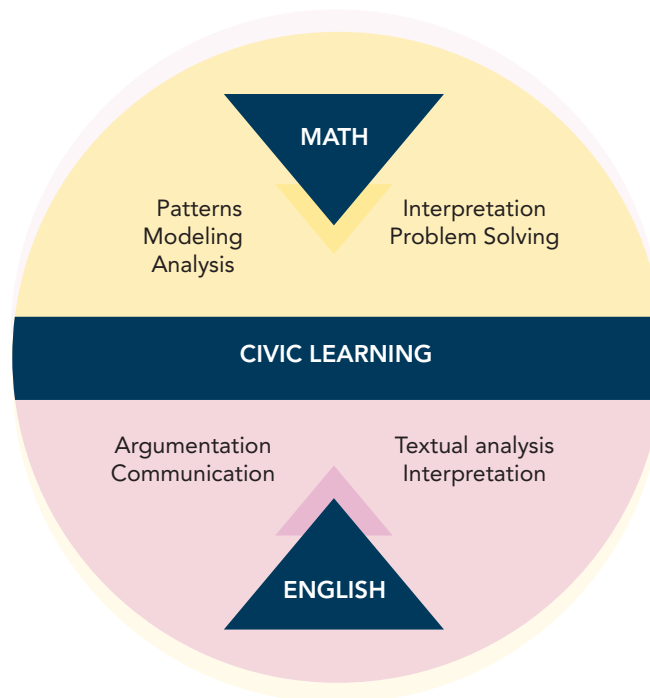 MATH
Patterns
Modeling
Analysis
Interpretation
Problem Solving
CIVIC LEARNING
Argumentation
Communication
Textual analysis
Interpretation
ENGLISH